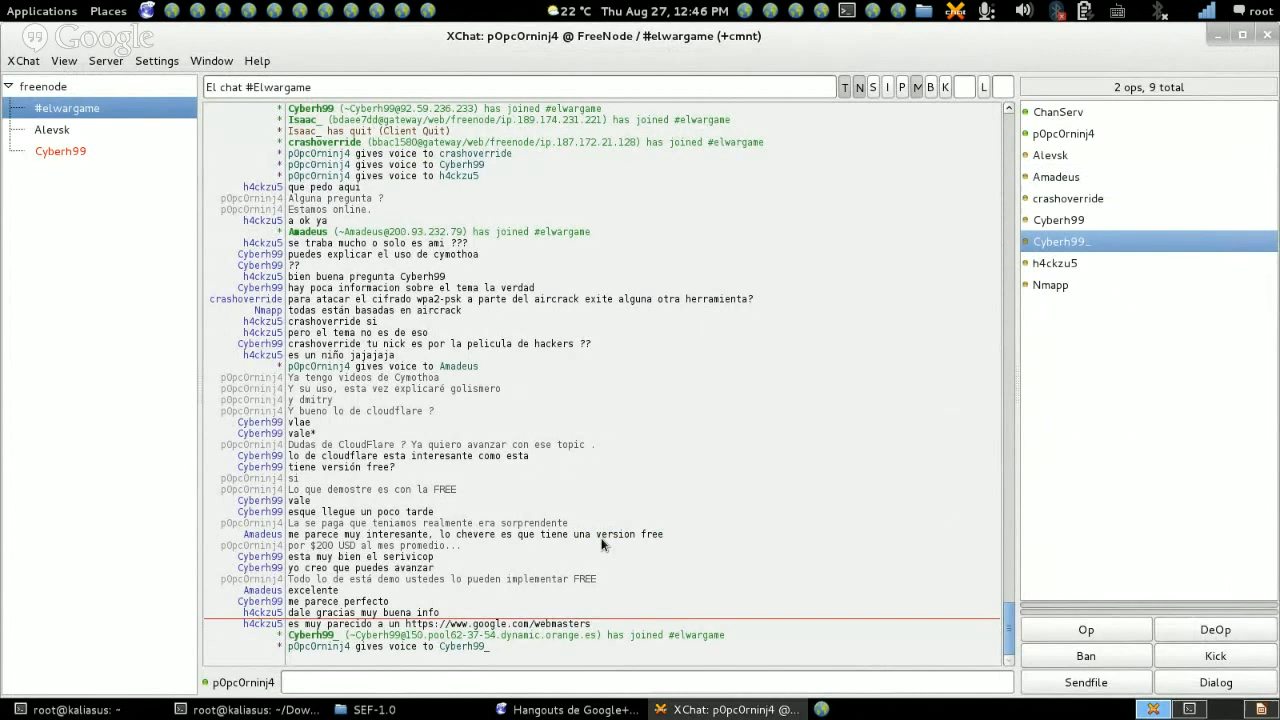 Applications Places 22 °C Thu Aug 27, 12:46 PM root
Google
XChat: p0pc0rninj4 @ FreeNode / #elwargame (+cmnt)
XChat View Server Settings Window Help
freenode
#elwargame
Alevsk
Cyberh99
El chat #Elwargame
T N S I P M B K L
* Cyberh99 (~Cyberh99@92.59.236.233) has joined #elwargame
* Isaac_ (bdaee7dd@gateway/web/freenode/ip.189.174.231.221) has joined #elwargame
* Isaac_ has quit (Client Quit)
* crashoverride (bbac1580@gateway/web/freenode/ip.187.172.21.128) has joined #elwargame
* p0pc0rninj4 gives voice to crashoverride
* p0pc0rninj4 gives voice to Cyberh99
* p0pc0rninj4 gives voice to h4ckzu5
h4ckzu5 que pedo aqui
p0pc0rninj4 Alguna pregunta ?
p0pc0rninj4 Estamos online.
h4ckzu5 a ok ya
* Amadeus (~Amadeus@200.93.232.79) has joined #elwargame
h4ckzu5 se traba mucho o solo es ami ???
Cyberh99 puedes explicar el uso de cymothoa
Cyberh99 ??
h4ckzu5 bien buena pregunta Cyberh99
Cyberh99 hay poca informacion sobre el tema la verdad
crashoverride para atacar el cifrado wpa2-psk a parte del aircrack exite alguna otra herramienta?
Nmapp todas están basadas en aircrack
h4ckzu5 crashoverride si
h4ckzu5 pero el tema no es de eso
Cyberh99 crashoverride tu nick es por la pelicula de hackers ??
h4ckzu5 es un niño jajajaja
* p0pc0rninj4 gives voice to Amadeus
p0pc0rninj4 Ya tengo videos de Cymothoa
p0pc0rninj4 Y su uso, esta vez explicaré golismero
p0pc0rninj4 y dmitry
p0pc0rninj4 Y bueno lo de cloudflare ?
Cyberh99 vlae
Cyberh99 vale*
p0pc0rninj4 Dudas de CloudFlare ? Ya quiero avanzar con ese topic .
Cyberh99 lo de cloudflare esta interesante como esta
Cyberh99 tiene versión free?
p0pc0rninj4 si
p0pc0rninj4 Lo que demostre es con la FREE
Cyberh99 vale
Cyberh99 esque llegue un poco tarde
p0pc0rninj4 La se paga que teniamos realmente era sorprendente
Amadeus me parece muy interesante, lo chevere es que tiene una version free
p0pc0rninj4 por $200 USD al mes promedio...
Cyberh99 esta muy bien el serivicop
Cyberh99 yo creo que puedes avanzar
p0pc0rninj4 Todo lo de está demo ustedes lo pueden implementar FREE
Amadeus excelente
Cyberh99 me parece perfecto
h4ckzu5 dale gracias muy buena info
h4ckzu5 es muy parecido a un https://www.google.com/webmasters
* Cyberh99_ (~Cyberh99@150.pool62-37-54.dynamic.orange.es) has joined #elwargame
* p0pc0rninj4 gives voice to Cyberh99_
p0pc0rninj4
2 ops, 9 total
ChanServ
p0pc0rninj4
Alevsk
Amadeus
crashoverride
Cyberh99
Cyberh99_
h4ckzu5
Nmapp
Op DeOp
Ban Kick
Sendfile Dialog
root@kaliasus: ~ root@kaliasus: ~/Dow... SEF-1.0 Hangouts de Google+... XChat: p0pc0rninj4 @...